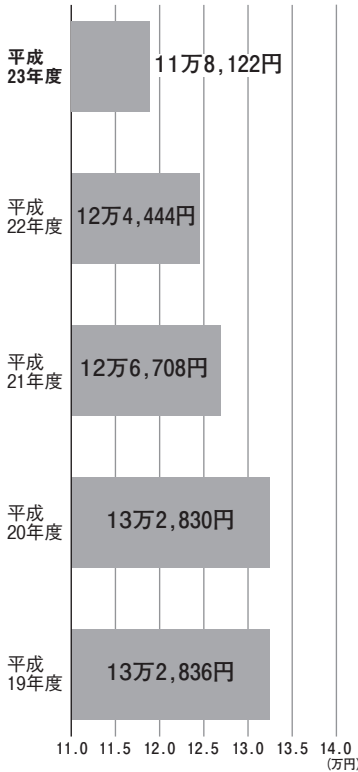 平成
23年度
11万8,122円
平成
22年度
12万4,444円
平成
21年度
12万6,708円
平成
20年度
13万2,830円
平成
19年度
13万2,836円
11.0 11.5 12.0 12.5 13.0 13.5 14.0
(万円)